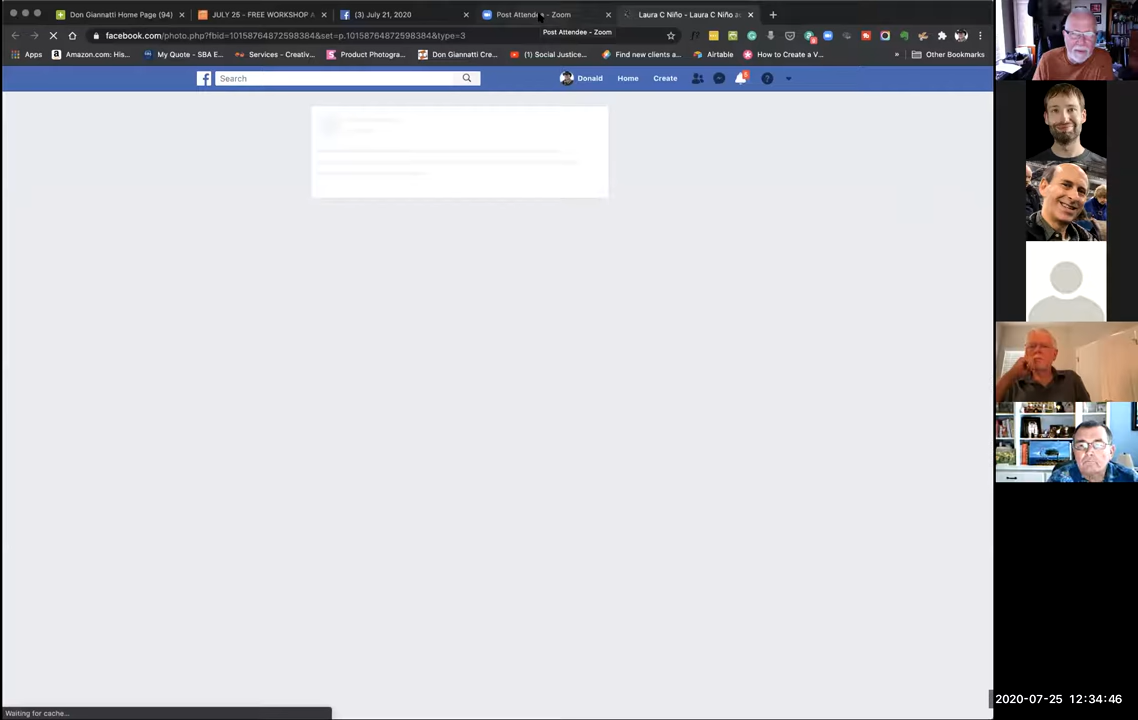 Don Giannatti Home Page (94)
JULY 25 - FREE WORKSHOP A
(3) July 21, 2020
Post Attendee - Zoom
Laura C Niño - Laura C Niño a
Post Attendee - Zoom
facebook.com/photo.php?fbid=10158764872598384&set=p.10158764872598384&type=3
Apps
Amazon.com: His...
My Quote - SBA E...
Services - Creativ...
Product Photogra...
Don Giannatti Cre...
Social Justice...
Find new clients a...
Airtable
How to Create a V...
» Other Bookmarks
Search
Donald
Home
Create
Waiting for cache...
2020-07-25 12:34:46